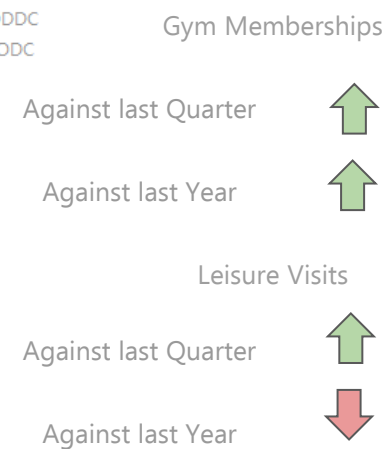 Gym Memberships
Against last Quarter
Against last Year
Leisure Visits
Against last Quarter
Against last Year